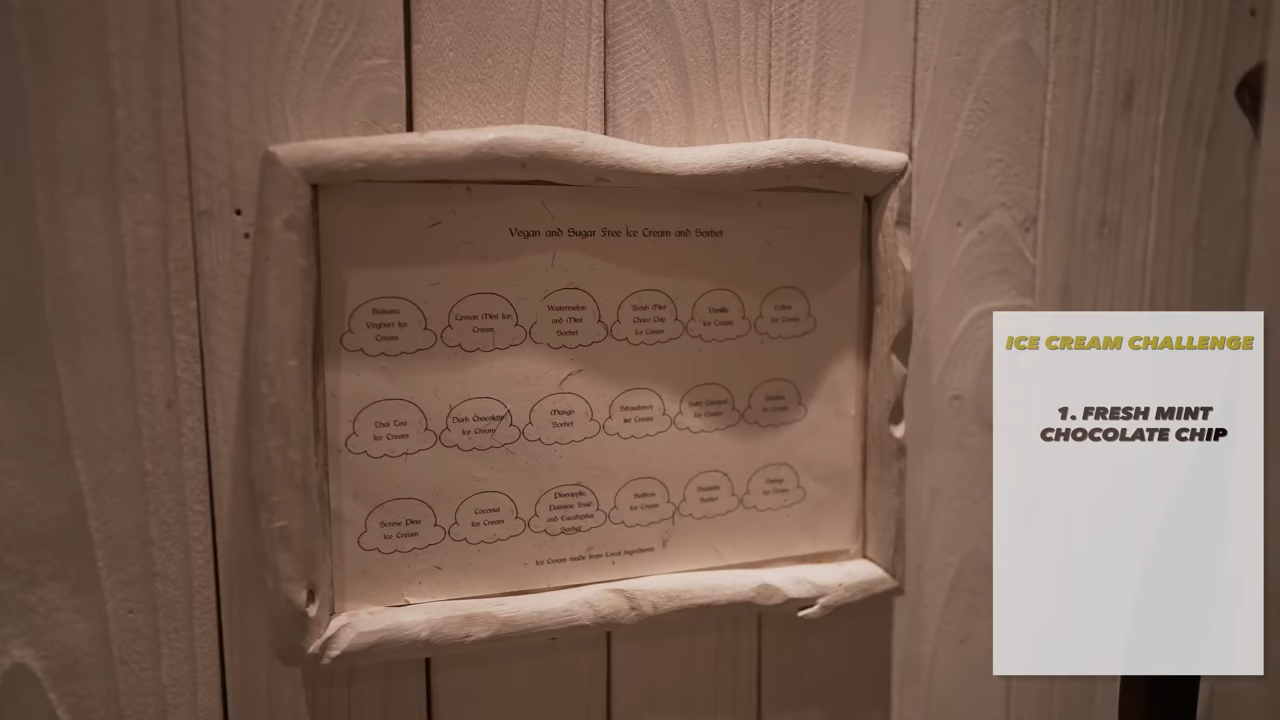 Vegan and Sugar Free Ice Cream and Sorbet
Banana
Yoghurt Ice
Cream
Lemon Mint Ice
Cream
Watermelon
and Mint
Sorbet
Fresh Mint
Choco Chip
Ice Cream
Vanilla
Ice Cream
Coffee
Ice Cream
Thai Tea
Ice Cream
Dark Chocolate
Ice Cream
Mango
Sorbet
Strawberry
Ice Cream
Salty Caramel
Ice Cream
Ice Cream
Screw Pine
Ice Cream
Coconut
Ice Cream
Pineapple,
Passion Fruit
and Eucalyptus
Sorbet
Saffron
Ice Cream
Sorbet
Ice Cream
Ice Cream made from Local Ingredients
ICE CREAM CHALLENGE
1. FRESH MINT
CHOCOLATE CHIP